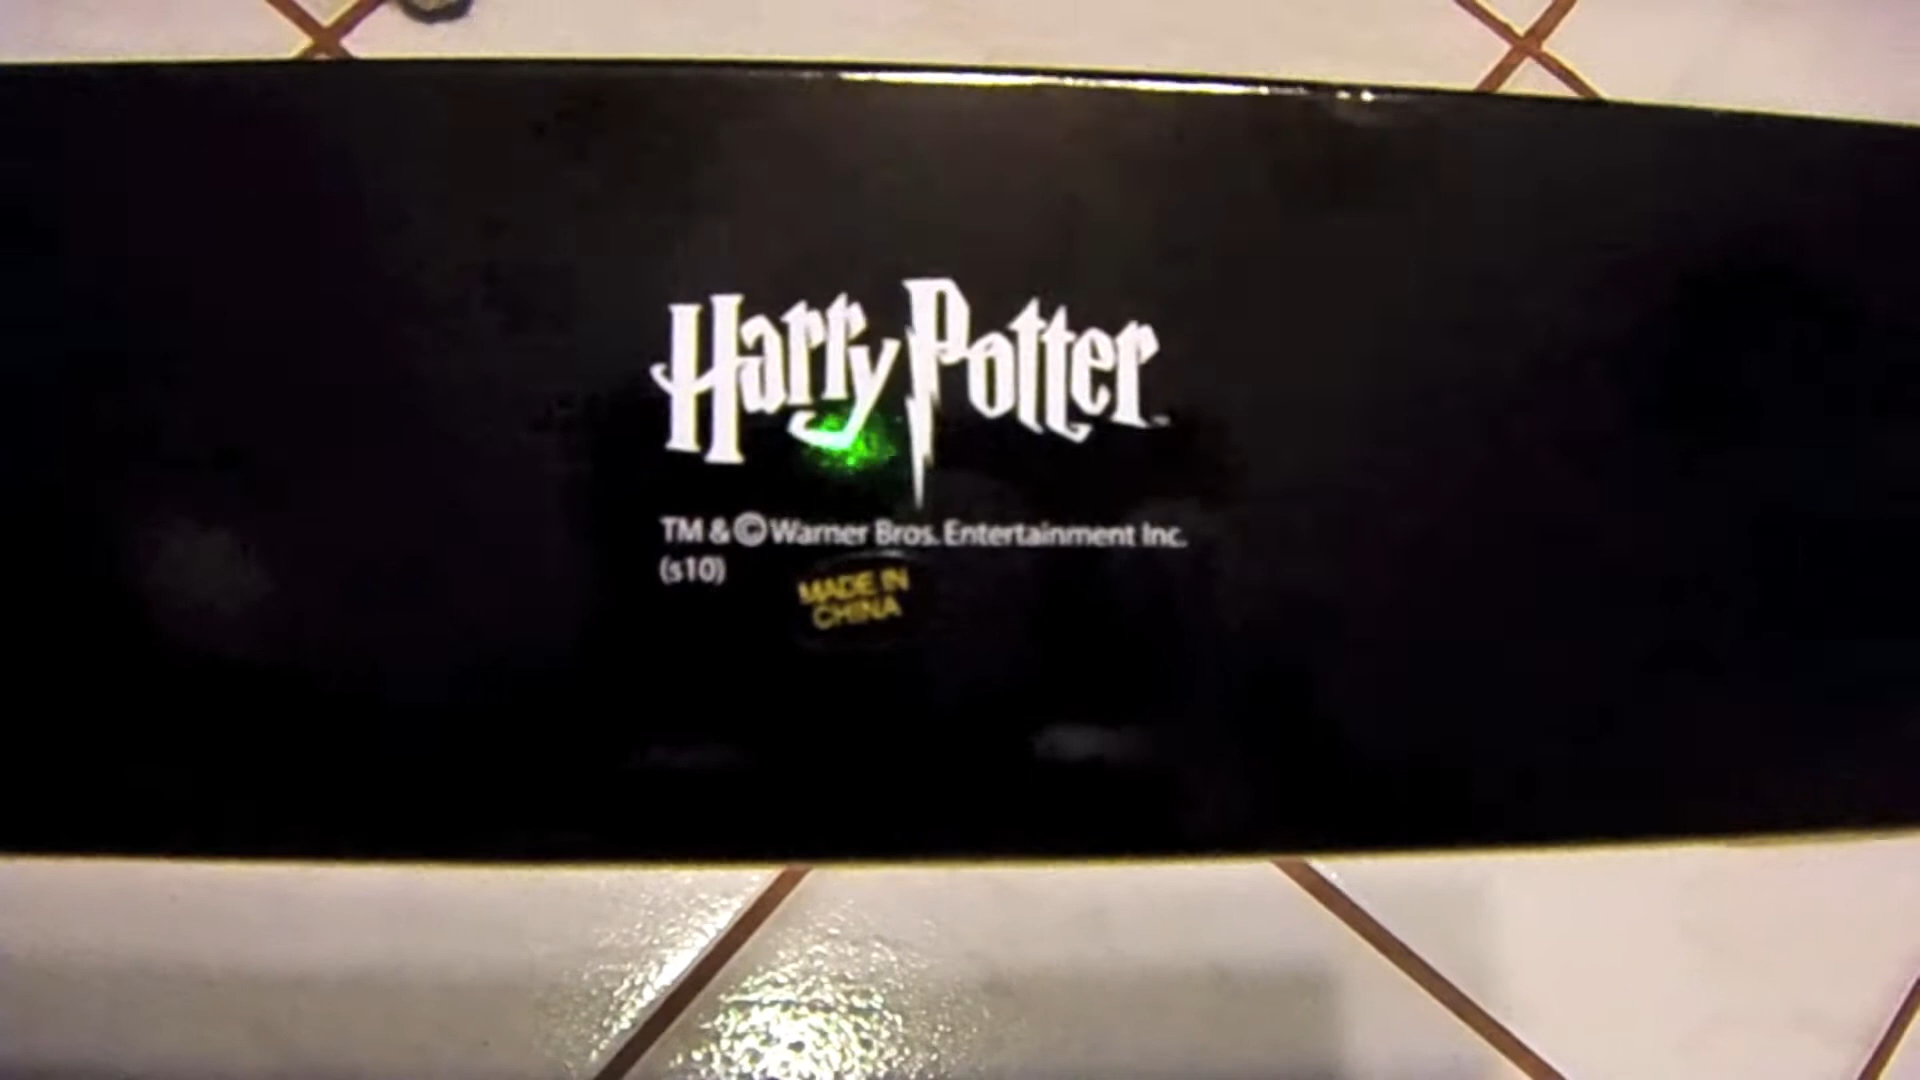 Harry Potter
TM & © Warner Bros. Entertainment Inc.
(s10)
MADE IN
CHINA